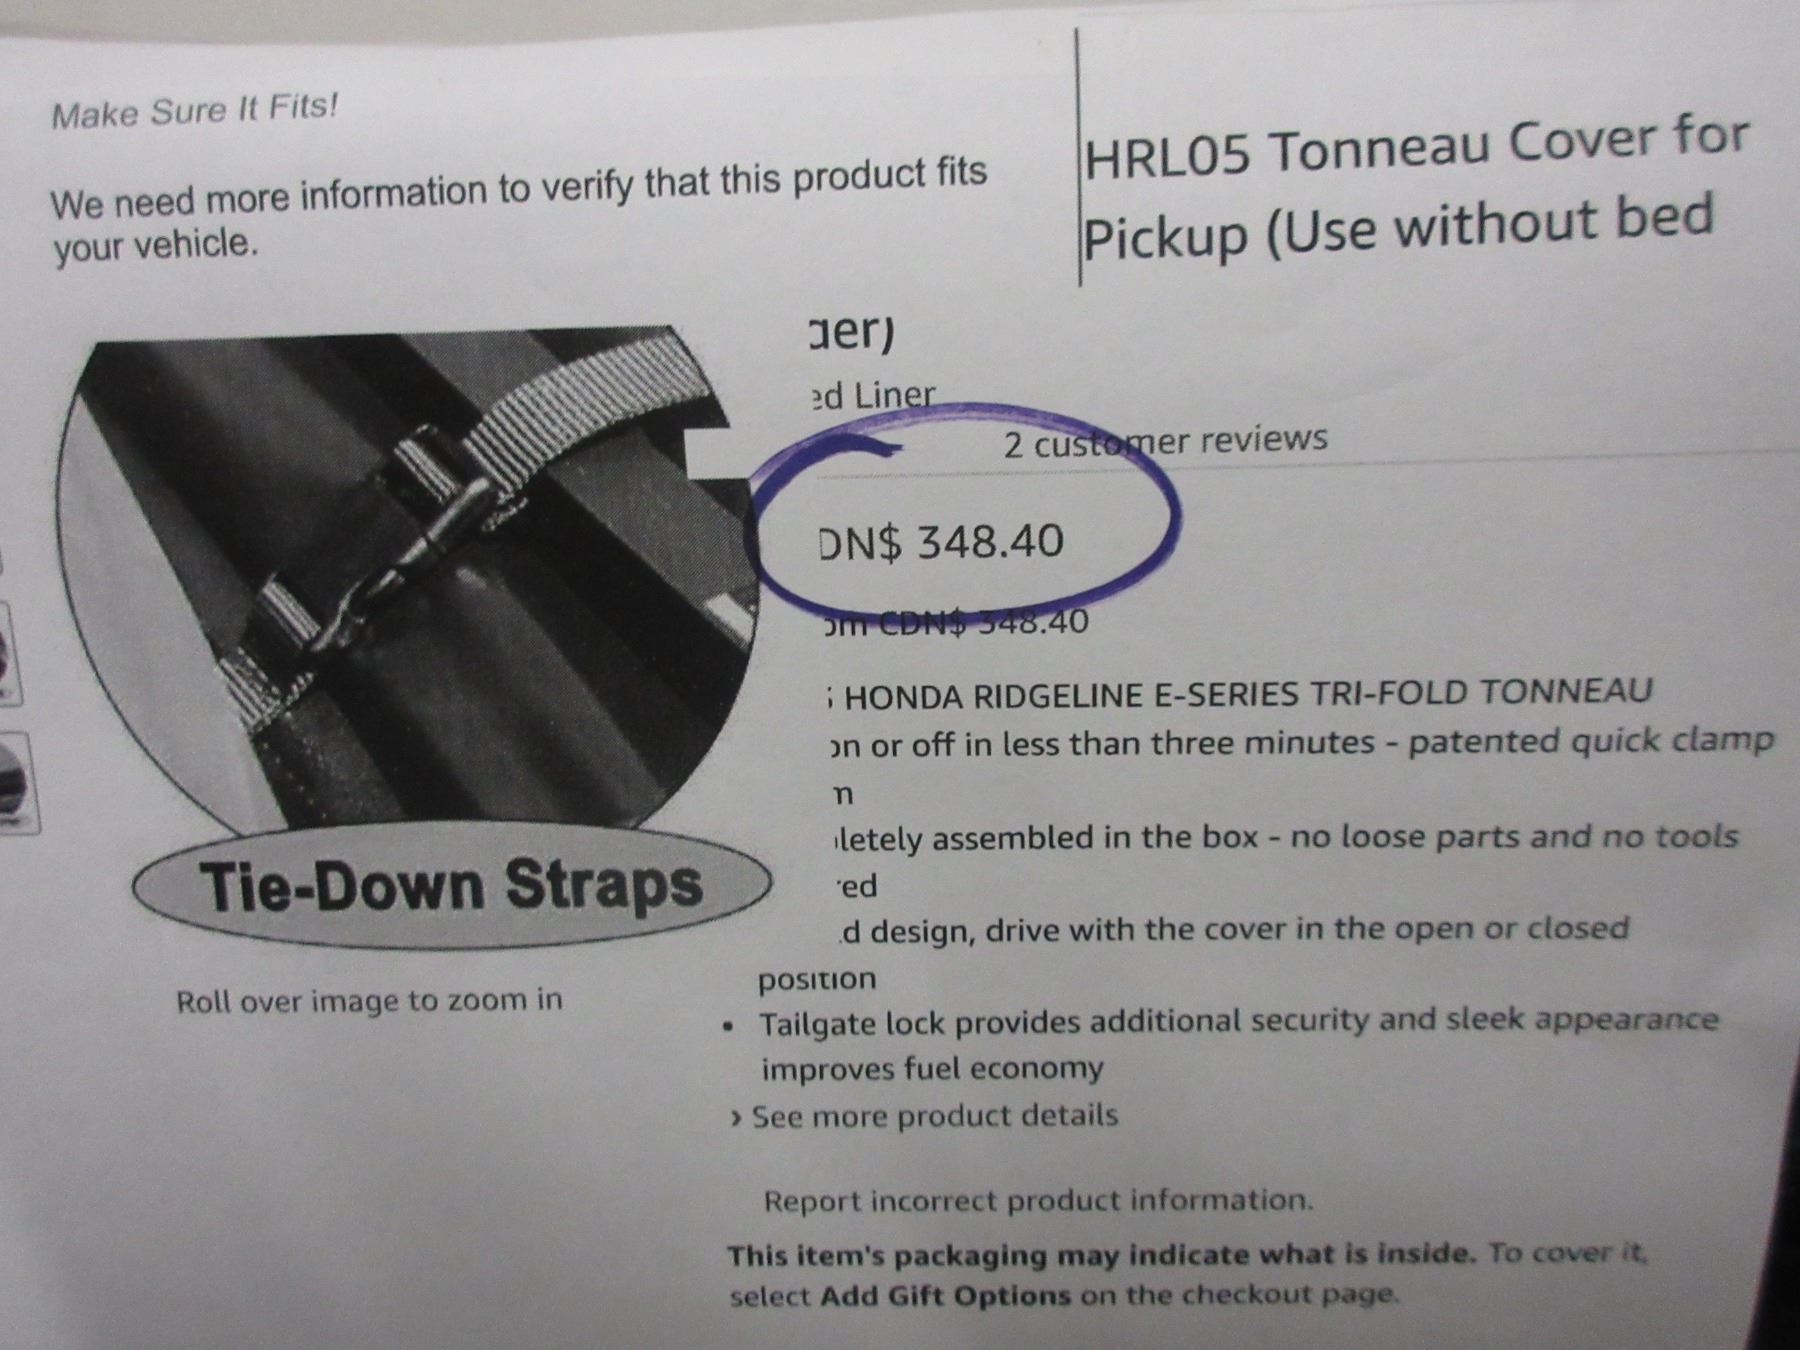 Make Sure It Fits!
We need more information to verify that this product fits
your vehicle.
HRL05 Tonneau Cover for
Pickup (Use without bed
ger)
ed Liner
2 customer reviews
DN$ 348.40
om CDN$ 348.40
HONDA RIDGELINE E-SERIES TRI-FOLD TONNEAU
on or off in less than three minutes - patented quick clamp
n
letely assembled in the box - no loose parts and no tools
ed
d design, drive with the cover in the open or closed
position
• Tailgate lock provides additional security and sleek appearance
improves fuel economy
› See more product details
Report incorrect product information.
This item's packaging may indicate what is inside. To cover it,
select Add Gift Options on the checkout page.
Tie-Down Straps
Roll over image to zoom in